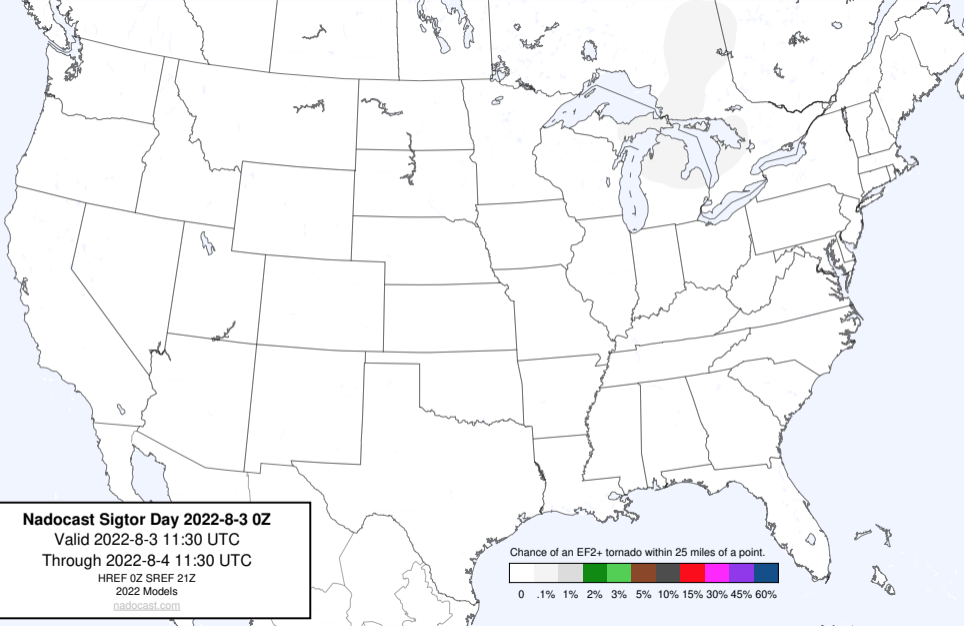 Nadocast Sigtor Day 2022-8-3 0Z
Valid 2022-8-3 11:30 UTC
Through 2022-8-4 11:30 UTC
HREF 0Z SREF 21Z
2022 Models
nadocast.com
Chance of an EF2+ tornado within 25 miles of a point.
0 .1% 1% 2% 3% 5% 10% 15% 30% 45% 60%